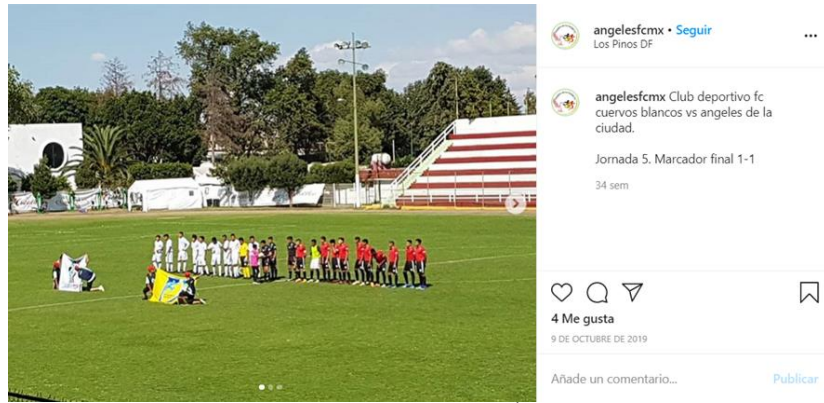 angelesfcmx • Seguir
Los Pinos DF
angelesfcmx Club deportivo fc
cuervos blancos vs angeles de la
ciudad.
Jornada 5. Marcador final 1-1
34 sem
4 Me gusta
9 DE OCTUBRE DE 2019
Añade un comentario...
Publicar